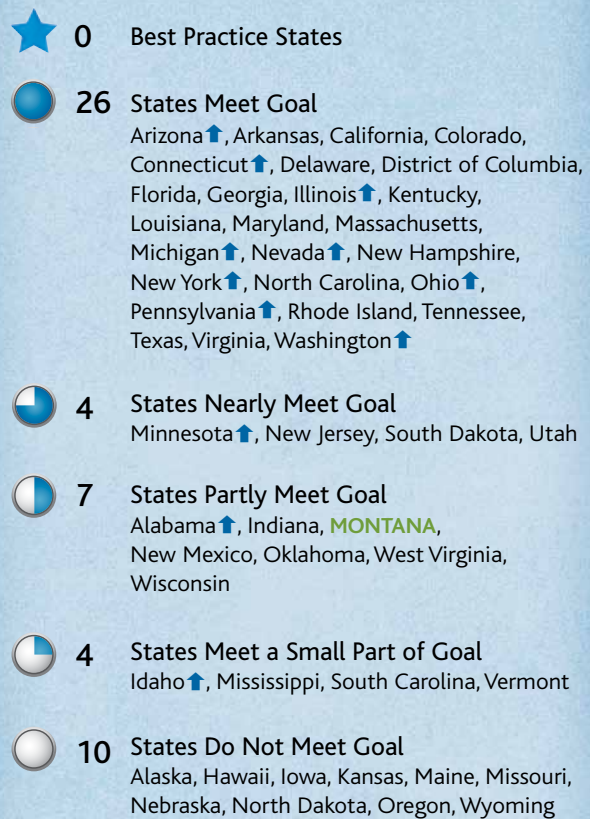 0 Best Practice States
26 States Meet Goal
Arizona⬆, Arkansas, California, Colorado,
Connecticut⬆, Delaware, District of Columbia,
Florida, Georgia, Illinois⬆, Kentucky,
Louisiana, Maryland, Massachusetts,
Michigan⬆, Nevada⬆, New Hampshire,
New York⬆, North Carolina, Ohio⬆,
Pennsylvania⬆, Rhode Island, Tennessee,
Texas, Virginia, Washington⬆
4 States Nearly Meet Goal
Minnesota⬆, New Jersey, South Dakota, Utah
7 States Partly Meet Goal
Alabama⬆, Indiana, MONTANA,
New Mexico, Oklahoma, West Virginia,
Wisconsin
4 States Meet a Small Part of Goal
Idaho⬆, Mississippi, South Carolina, Vermont
10 States Do Not Meet Goal
Alaska, Hawaii, Iowa, Kansas, Maine, Missouri,
Nebraska, North Dakota, Oregon, Wyoming